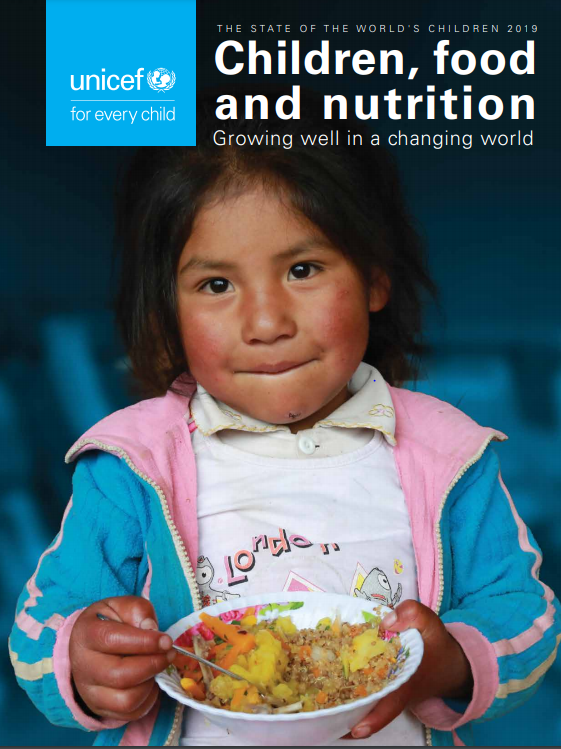 THE STATE OF THE WORLD'S CHILDREN 2019
Children, food
and nutrition
Growing well in a changing world
unicef
for every child
London